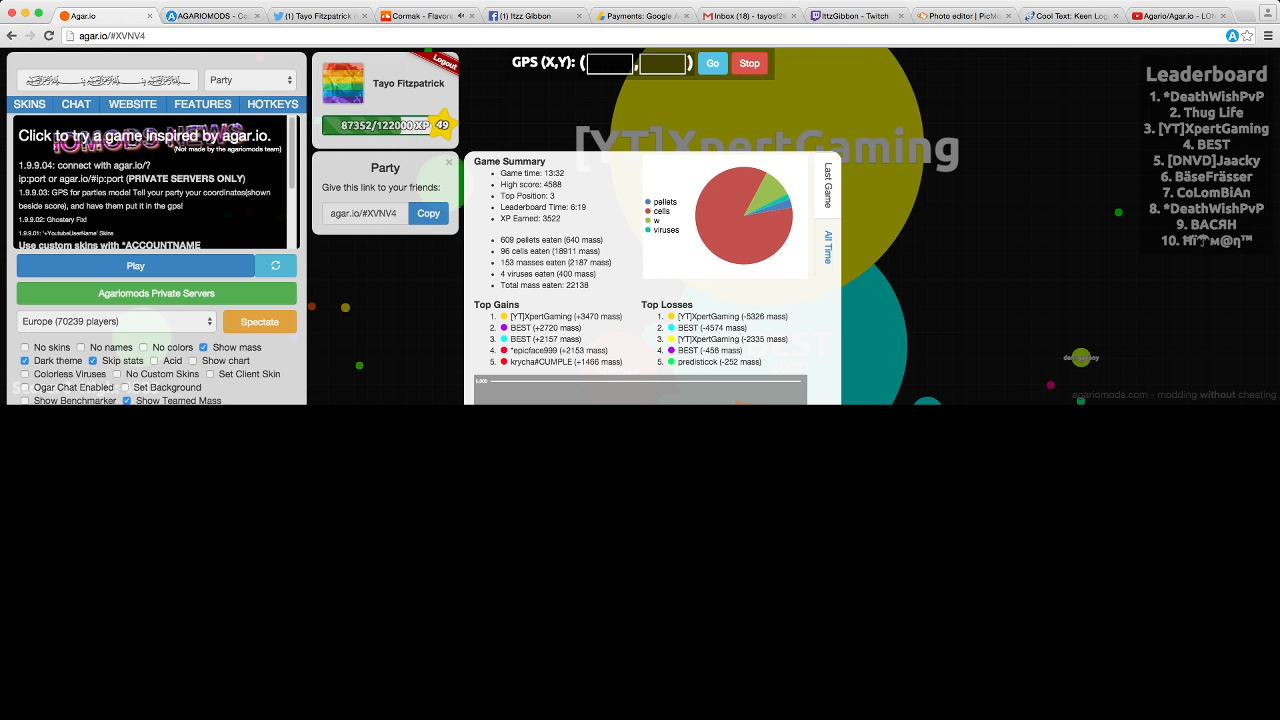 Agar.io
AGARIOMODS - Co
(1) Tayo Fitzpatrick
Cormak - Flavors
(1) Itzz Gibbon
Payments: Google A
Inbox (18) - tayosf26
ItzGibbon - Twitch
Photo editor | PicMo
Cool Text: Keen Log
Agario/Agar.io - LON
agar.io/#XVNV4
Party
SKINS CHAT WEBSITE FEATURES HOTKEYS
Click to try a game inspired by agar.io.
(Not made by the agariomods team)
1.9.9.04: connect with agar.io/?
ip:port or agar.io/#ip:port (PRIVATE SERVERS ONLY)
1.9.9.03: GPS for parties mode! Tell your party your coordinates(shown
beside score), and have them put it in the gps!
1.9.9.02: Ghostery Fix!
1.9.9.01: '+YoutubeUserName' Skins
Use custom skins with *ACCOUNTNAME
Play
Agariomods Private Servers
Europe (70239 players)
Spectate
No skins No names No colors Show mass
Dark theme Skip stats Acid Show chart
Colorless Viruses No Custom Skins Set Client Skin
Ogar Chat Enabled Set Background
Show Benchmarker Show Teamed Mass
Logout
Tayo Fitzpatrick
87352/122000 XP 49
Party
Give this link to your friends:
agar.io/#XVNV4 Copy
GPS (X,Y): ( , ) Go Stop
[YT]XpertGaming
Game Summary
Game time: 13:32
High score: 4588
Top Position: 3
Leaderboard Time: 6:19
XP Earned: 3522
609 pellets eaten (640 mass)
96 cells eaten (18911 mass)
153 masses eaten (2187 mass)
4 viruses eaten (400 mass)
Total mass eaten: 22138
pellets
cells
w
viruses
Last Game
All Time
Top Gains
1. [YT]XpertGaming (+3470 mass)
2. BEST (+2720 mass)
3. BEST (+2157 mass)
4. *epicface999 (+2153 mass)
5. krycha#CUMPLE (+1466 mass)
Top Losses
1. [YT]XpertGaming (-5326 mass)
2. BEST (-4574 mass)
3. [YT]XpertGaming (-2335 mass)
4. BEST (-456 mass)
5. predistiock (-252 mass)
6,000
BEST
Leaderboard
1. *DeathWishPvP
2. Thug Life
3. [YT]XpertGaming
4. BEST
5. [DNVD]Jaacky
6. BäseFrässer
7. CoLomBiAn
8. *DeathWishPvP
9. ВАСЯН
agariomods.com - modding without cheating